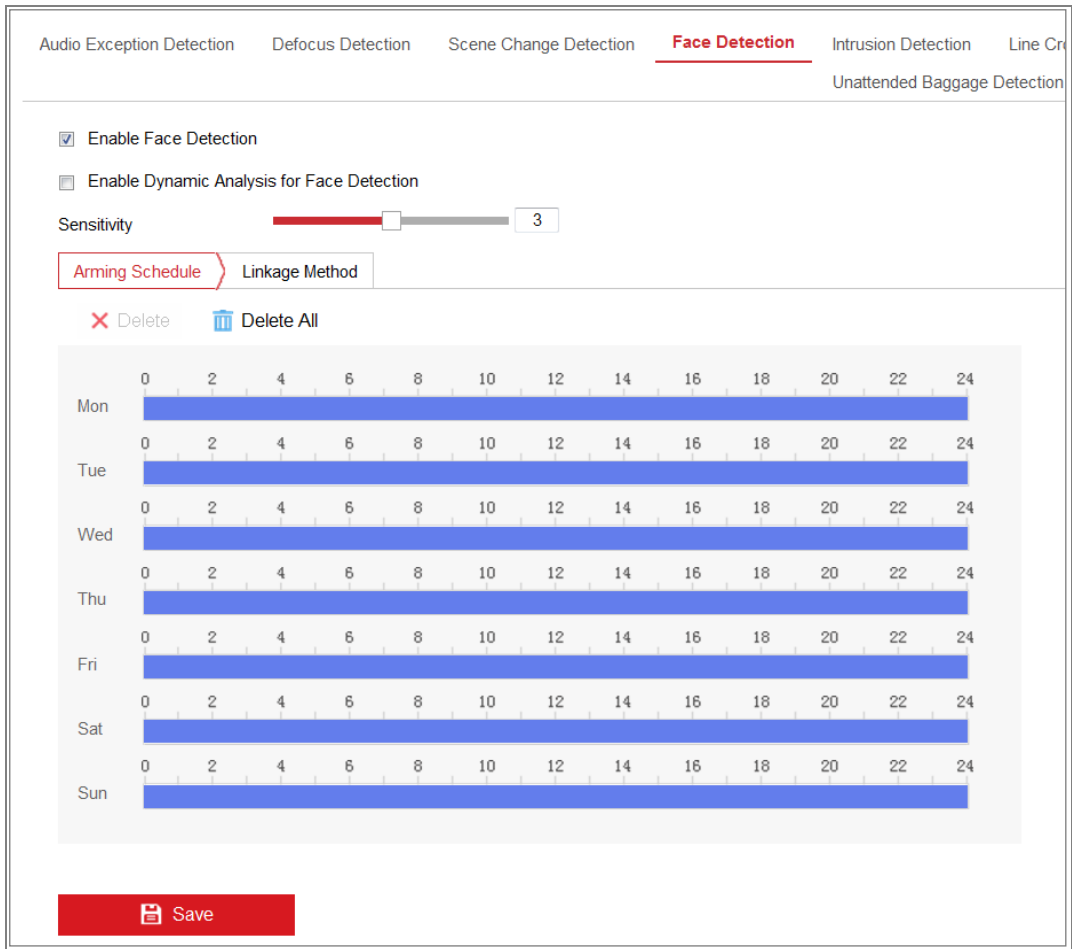 Audio Exception Detection Defocus Detection Scene Change Detection Face Detection Intrusion Detection Line Cro
Unattended Baggage Detection
Enable Face Detection
Enable Dynamic Analysis for Face Detection
Sensitivity 3
Arming Schedule Linkage Method
Delete Delete All
0 2 4 6 8 10 12 14 16 18 20 22 24
Mon
0 2 4 6 8 10 12 14 16 18 20 22 24
Tue
0 2 4 6 8 10 12 14 16 18 20 22 24
Wed
0 2 4 6 8 10 12 14 16 18 20 22 24
Thu
0 2 4 6 8 10 12 14 16 18 20 22 24
Fri
0 2 4 6 8 10 12 14 16 18 20 22 24
Sat
0 2 4 6 8 10 12 14 16 18 20 22 24
Sun
Save